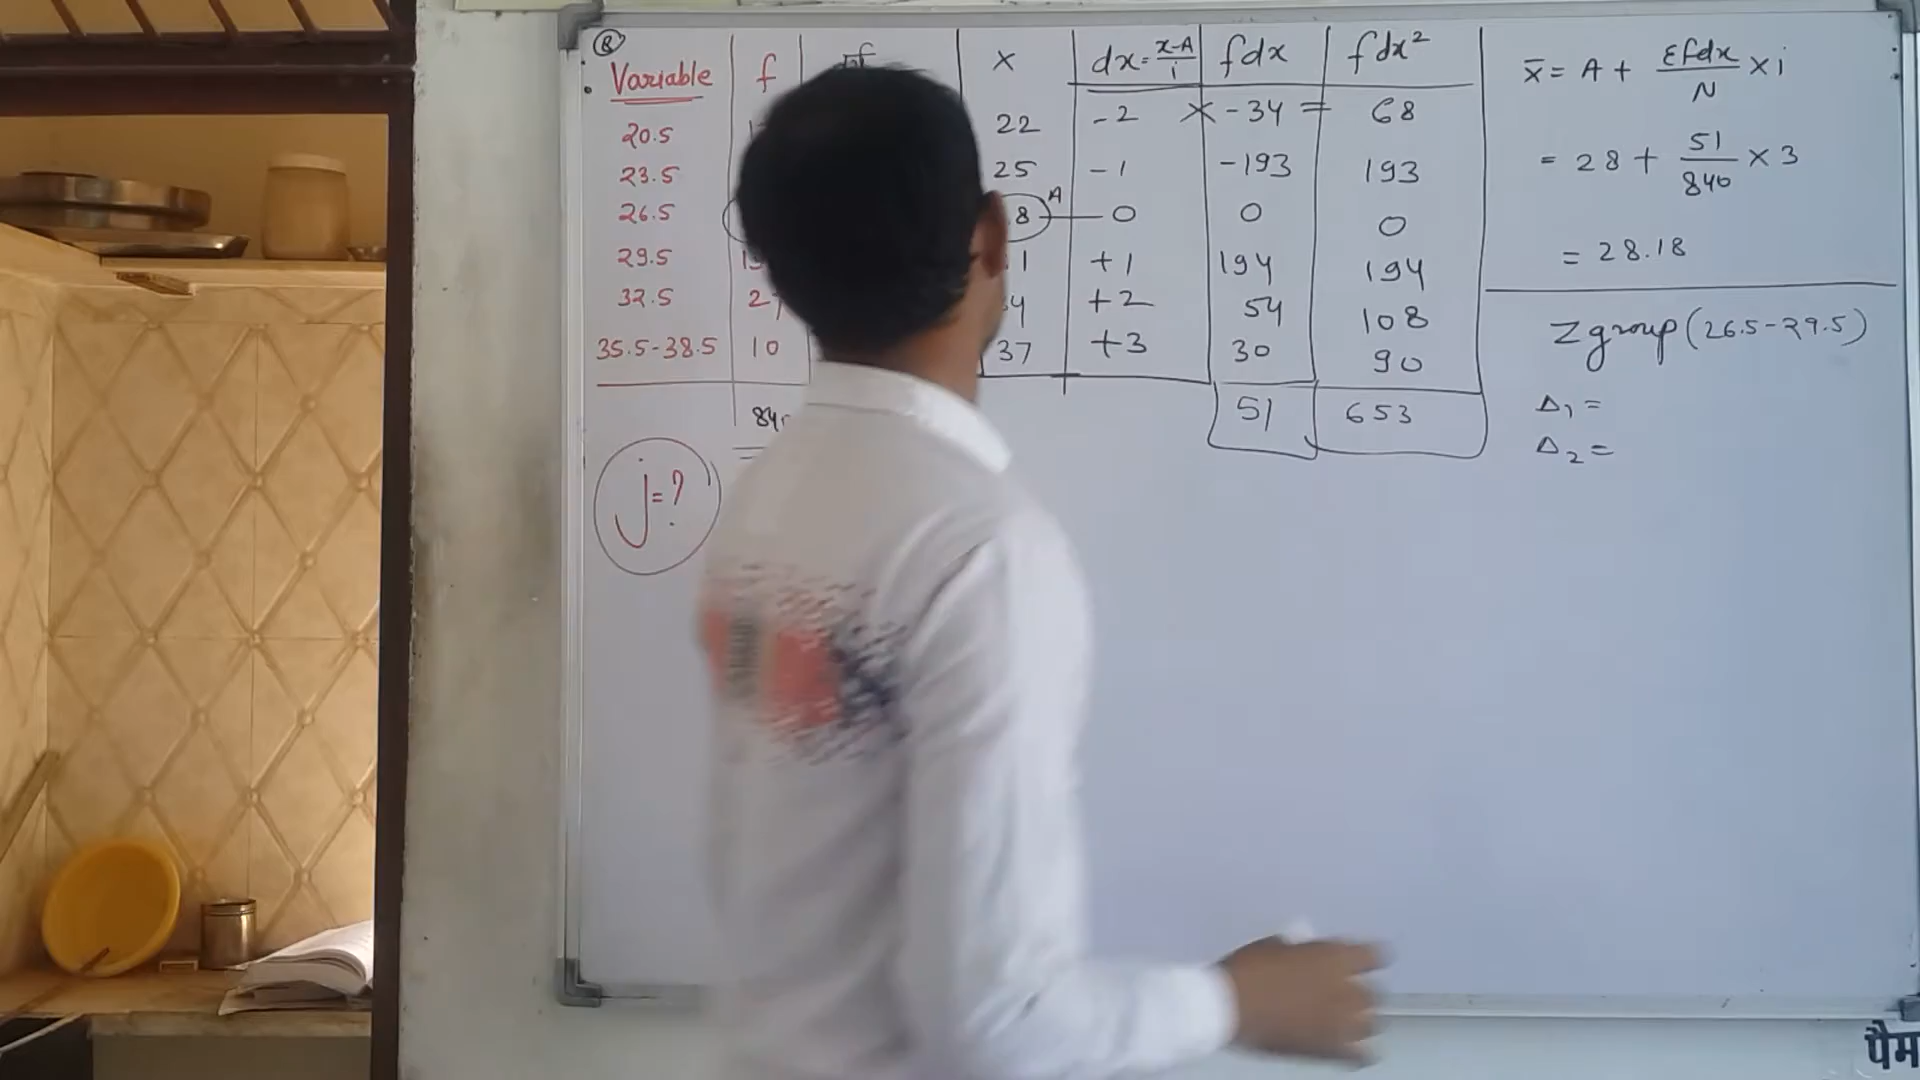 R
Variable f x dx = x-A/i fdx fdx²
20.5 22 -2 × -34 = 68
23.5 25 -1 -193 193
26.5 8 A 0 0 0
29.5 +1 194 194
32.5 2 +2 54 108
35.5-38.5 10 37 +3 30 90
51 653
j=?
x̄ = A + Σfdx/N × i
= 28 + 51/840 × 3
= 28.18
Z group (26.5-29.5)
Δ₁ =
Δ₂ =